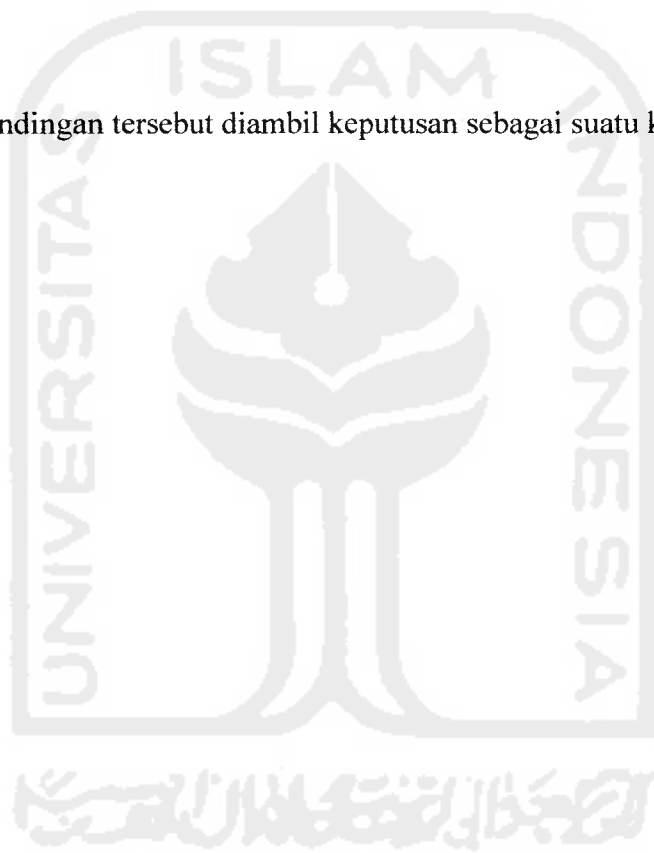 ISLAM
ndingan tersebut diambil keputusan sebagai suatu k
UNIVERSITAS
INDONESIA